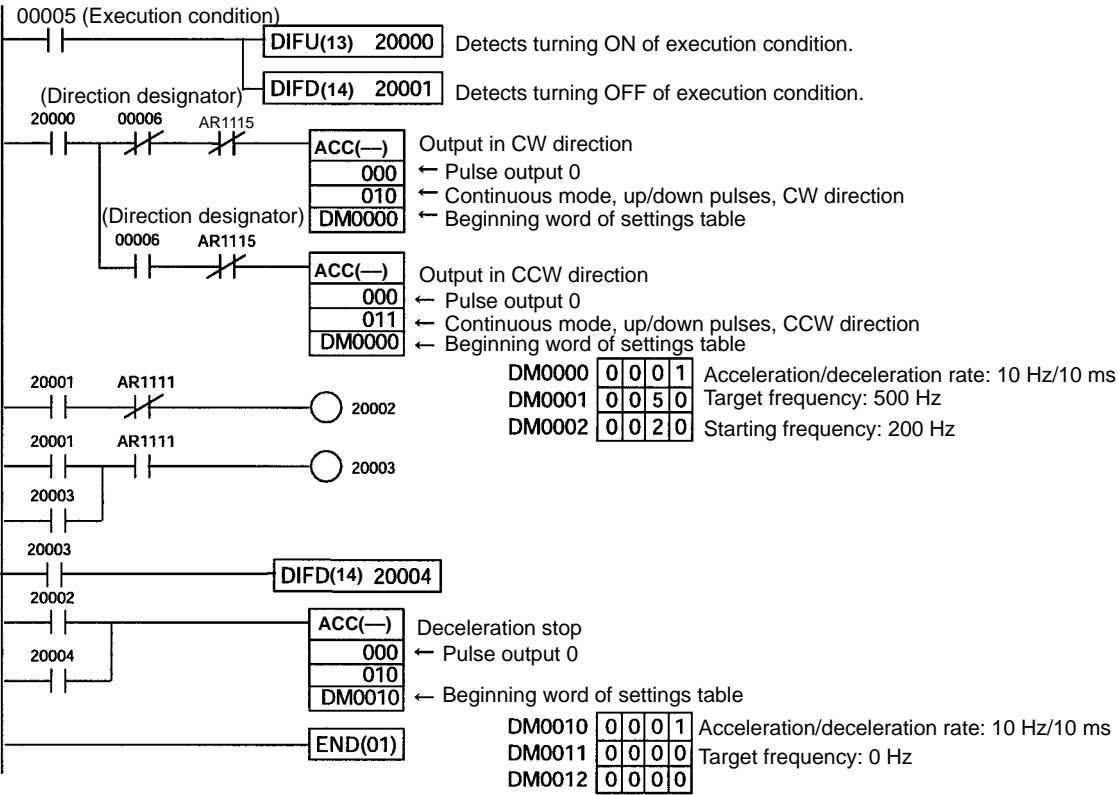 00005 (Execution condition)
DIFU(13) 20000 Detects turning ON of execution condition.
DIFD(14) 20001 Detects turning OFF of execution condition.
(Direction designator)
20000 00006 AR1115
ACC(—) Output in CW direction
000 ← Pulse output 0
010 ← Continuous mode, up/down pulses, CW direction
DM0000 ← Beginning word of settings table
(Direction designator)
00006 AR1115
ACC(—) Output in CCW direction
000 ← Pulse output 0
011 ← Continuous mode, up/down pulses, CCW direction
DM0000 ← Beginning word of settings table
DM0000 0 0 0 1 Acceleration/deceleration rate: 10 Hz/10 ms
DM0001 0 0 5 0 Target frequency: 500 Hz
DM0002 0 0 2 0 Starting frequency: 200 Hz
20001 AR1111
20002
20001 AR1111
20003
20003
20003
DIFD(14) 20004
20002
ACC(—) Deceleration stop
000 ← Pulse output 0
20004
010
DM0010 ← Beginning word of settings table
DM0010 0 0 0 1 Acceleration/deceleration rate: 10 Hz/10 ms
DM0011 0 0 0 0 Target frequency: 0 Hz
DM0012 0 0 0 0
END(01)